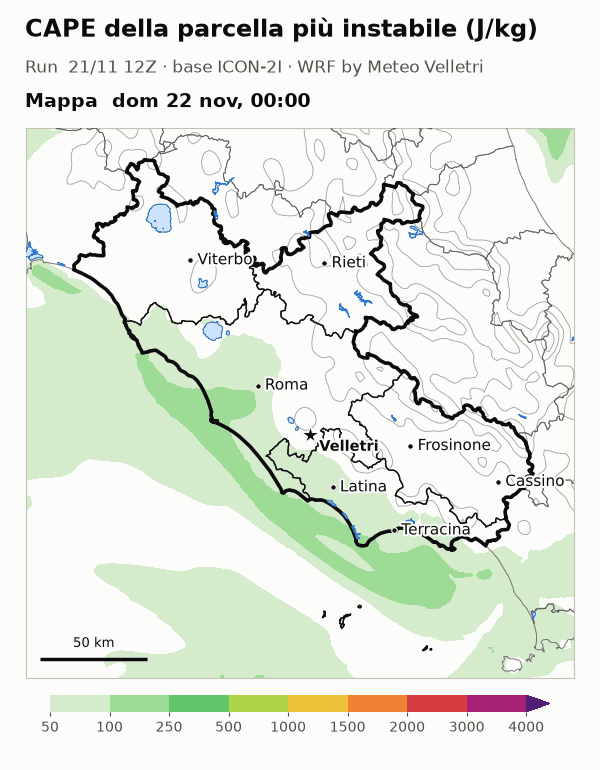 CAPE della parcella più instabile (J/kg)
Run  21/11 12Z · base ICON-2I · WRF by Meteo Velletri
Mappa  dom 22 nov, 00:00
Viterbo
Rieti
Roma
Velletri
Frosinone
Cassino
Latina
Terracina
50 km
50 100 250 500 1000 1500 2000 3000 4000